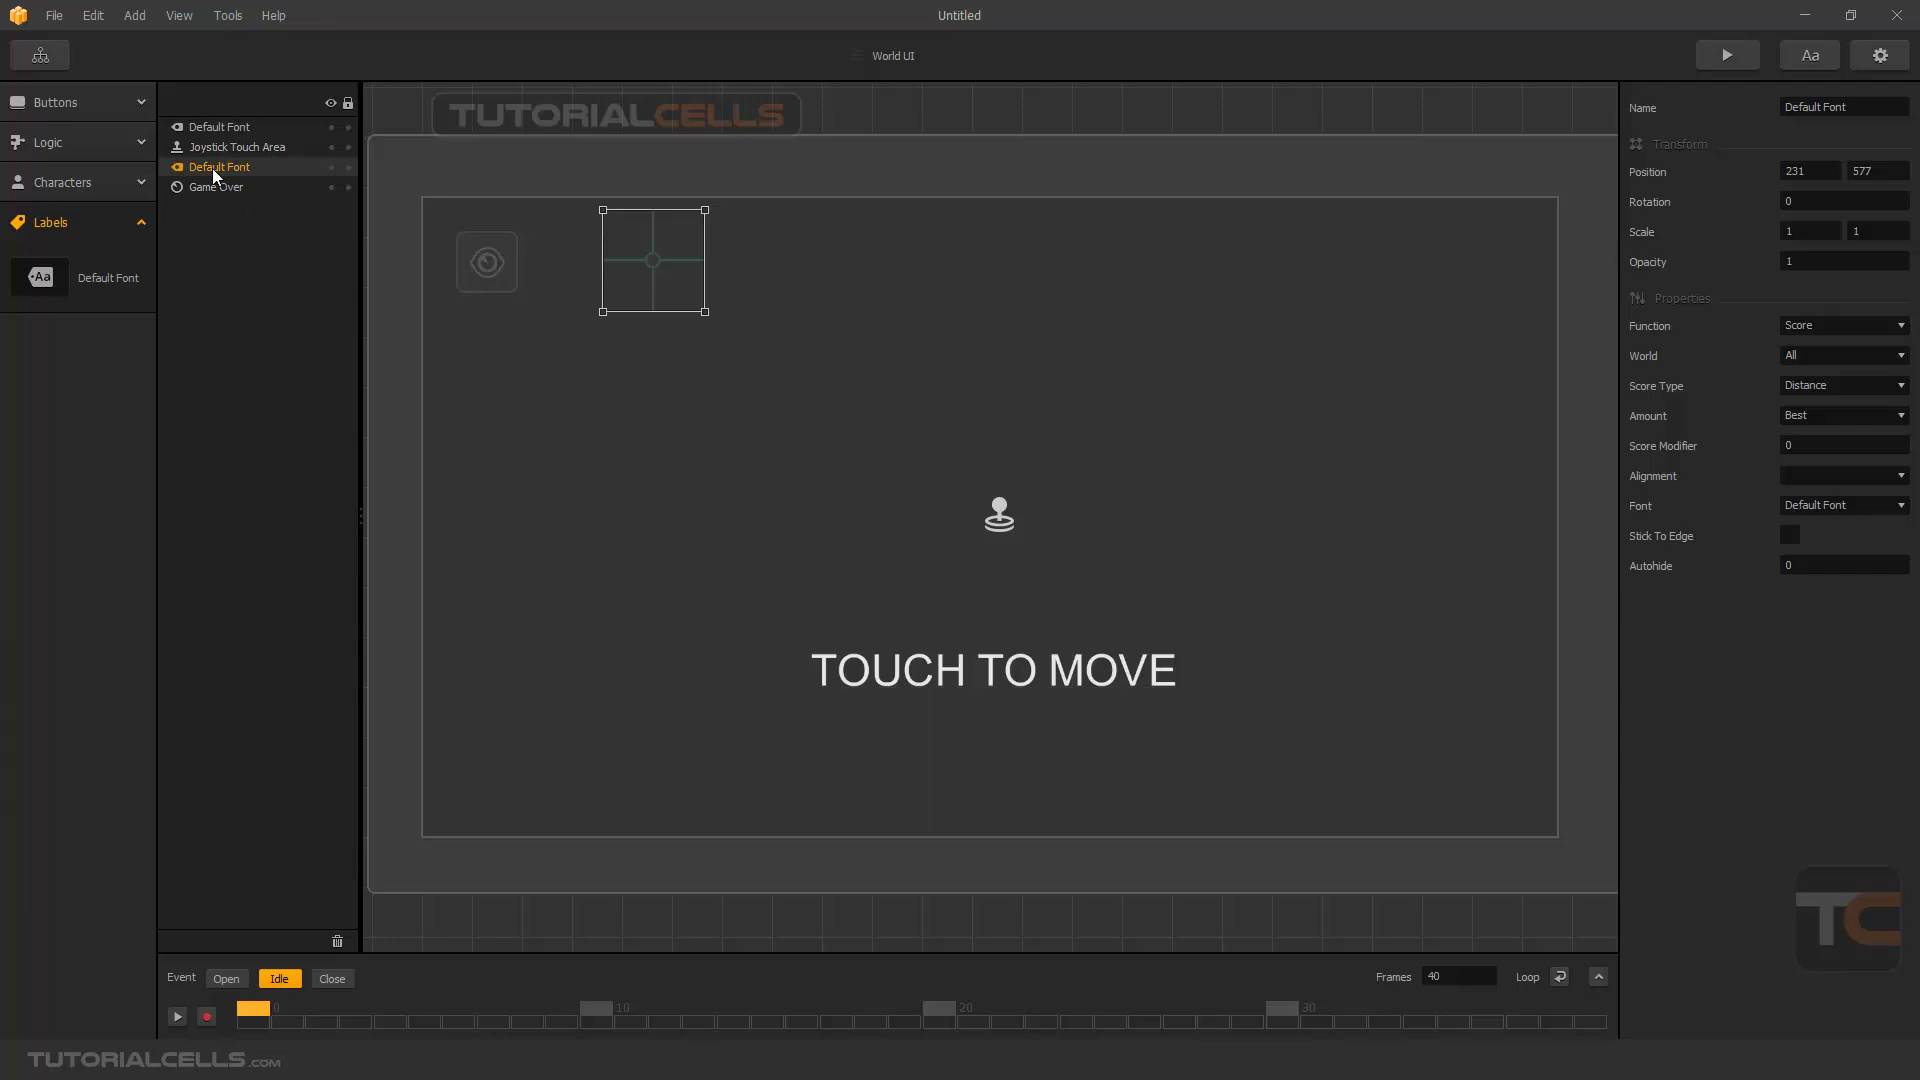 File Edit Add View Tools Help
Untitled
World UI
Aa
Buttons
Logic
Characters
Labels
Aa Default Font
Default Font
Joystick Touch Area
Default Font
Game Over
TUTORIALCELLS
TOUCH TO MOVE
Name Default Font
Transform
Position 231 577
Rotation 0
Scale 1 1
Opacity 1
Properties
Function Score
World All
Score Type Distance
Amount Best
Score Modifier 0
Alignment
Font Default Font
Stick To Edge
Autohide 0
TC
Event Open Idle Close
Frames 40 Loop
0 10 20 30
TUTORIALCELLS.COM